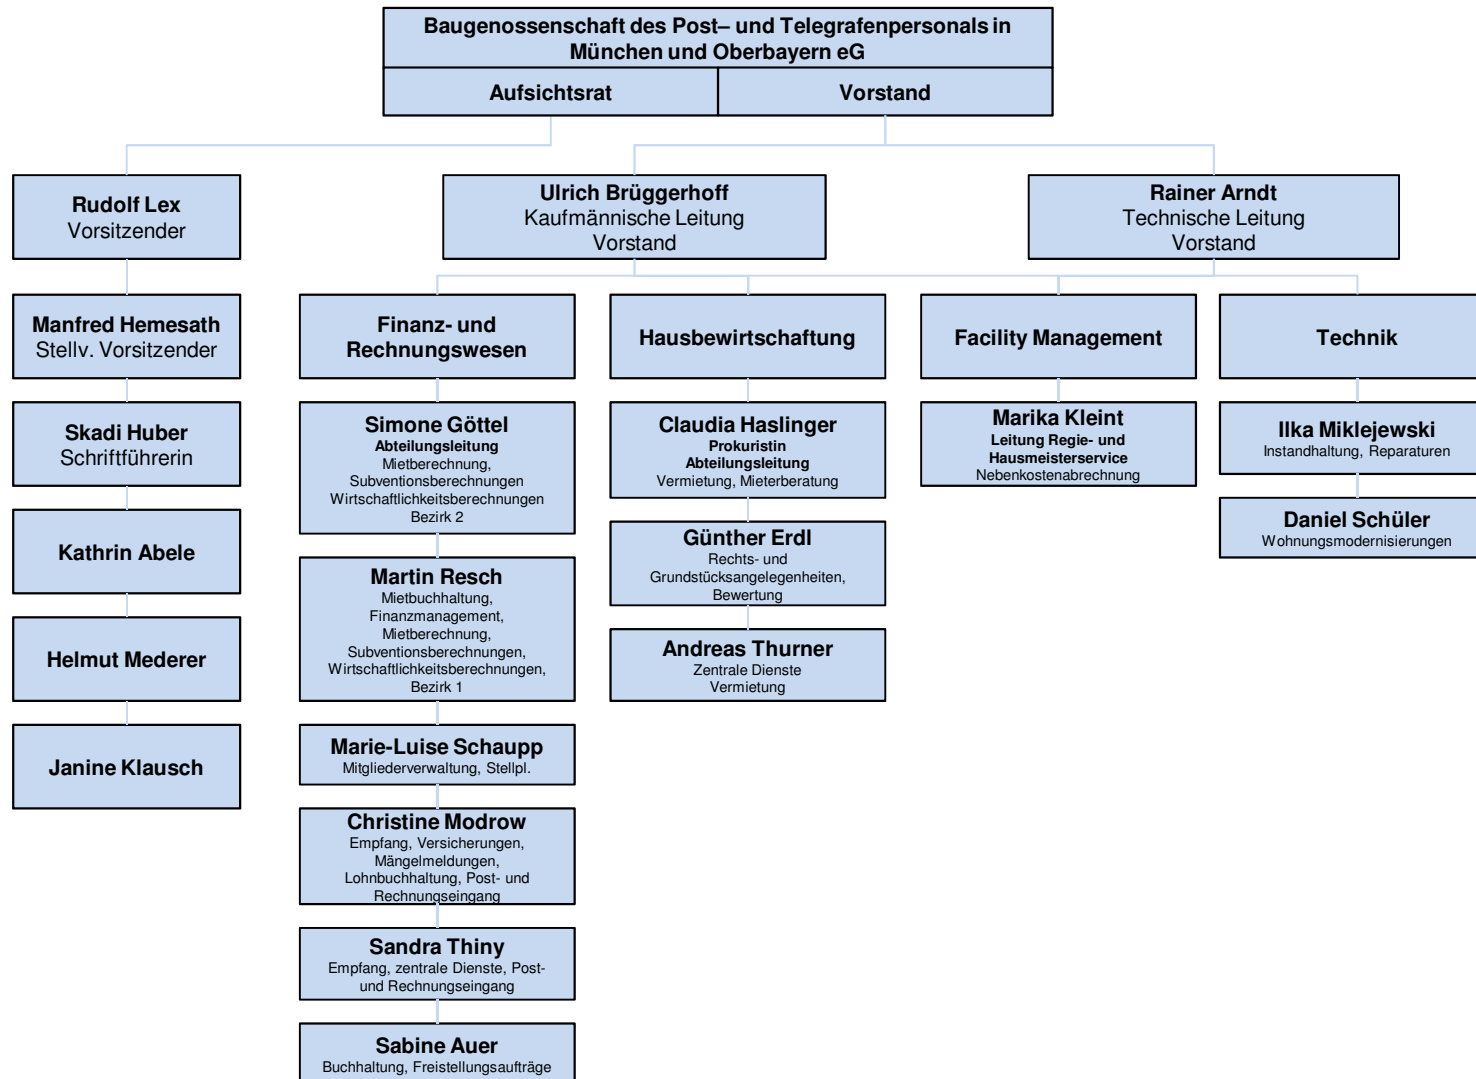 Baugenossenschaft des Post– und Telegrafenpersonals in
München und Oberbayern eG
Aufsichtsrat
Vorstand
Rudolf Lex
Vorsitzender
Ulrich Brüggerhoff
Kaufmännische Leitung
Vorstand
Rainer Arndt
Technische Leitung
Vorstand
Manfred Hemesath
Stellv. Vorsitzender
Skadi Huber
Schriftführerin
Kathrin Abele
Helmut Mederer
Janine Klausch
Finanz- und
Rechnungswesen
Simone Göttel
Abteilungsleitung
Mietberechnung,
Subventionsberechnungen
Wirtschaftlichkeitsberechnungen
Bezirk 2
Martin Resch
Mietbuchhaltung,
Finanzmanagement,
Mietberechnung,
Subventionsberechnungen,
Wirtschaftlichkeitsberechnungen,
Bezirk 1
Marie-Luise Schaupp
Mitgliederverwaltung, Stellpl.
Christine Modrow
Empfang, Versicherungen,
Mängelmeldungen,
Lohnbuchhaltung, Post- und
Rechnungseingang
Sandra Thiny
Empfang, zentrale Dienste, Post-
und Rechnungseingang
Sabine Auer
Buchhaltung, Freistellungsaufträge
Hausbewirtschaftung
Claudia Haslinger
Prokuristin
Abteilungsleitung
Vermietung, Mieterberatung
Günther Erdl
Rechts- und
Grundstücksangelegenheiten,
Bewertung
Andreas Thurner
Zentrale Dienste
Vermietung
Facility Management
Marika Kleint
Leitung Regie- und
Hausmeisterservice
Nebenkostenabrechnung
Technik
Ilka Miklejewski
Instandhaltung, Reparaturen
Daniel Schüler
Wohnungsmodernisierungen